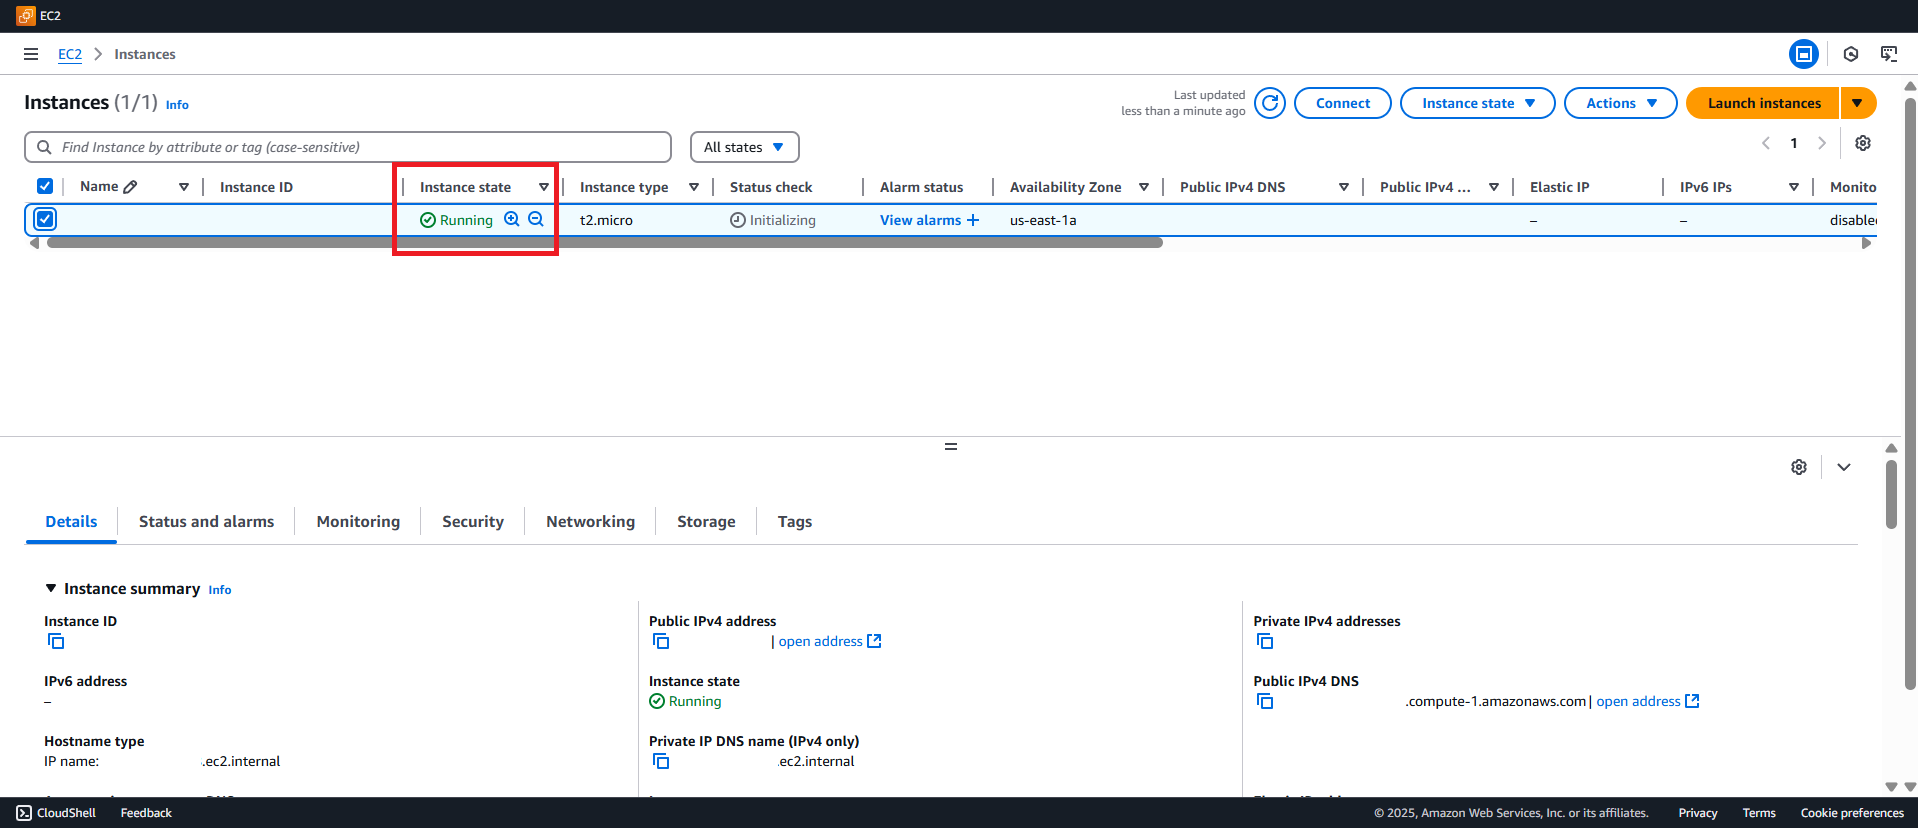 EC2
EC2 Instances
Instances (1/1) Info
Last updated
less than a minute ago
Connect
Instance state
Actions
Launch instances
Find Instance by attribute or tag (case-sensitive)
All states
1
Name Instance ID Instance state Instance type Status check Alarm status Availability Zone Public IPv4 DNS Public IPv4 ... Elastic IP IPv6 IPs Monito
Running t2.micro Initializing View alarms + us-east-1a – – disable
Details Status and alarms Monitoring Security Networking Storage Tags
Instance summary Info
Instance ID
Public IPv4 address
| open address
Private IPv4 addresses
IPv6 address
–
Instance state
Running
Public IPv4 DNS
.compute-1.amazonaws.com | open address
Hostname type
IP name: .ec2.internal
Private IP DNS name (IPv4 only)
.ec2.internal
CloudShell Feedback © 2025, Amazon Web Services, Inc. or its affiliates. Privacy Terms Cookie preferences